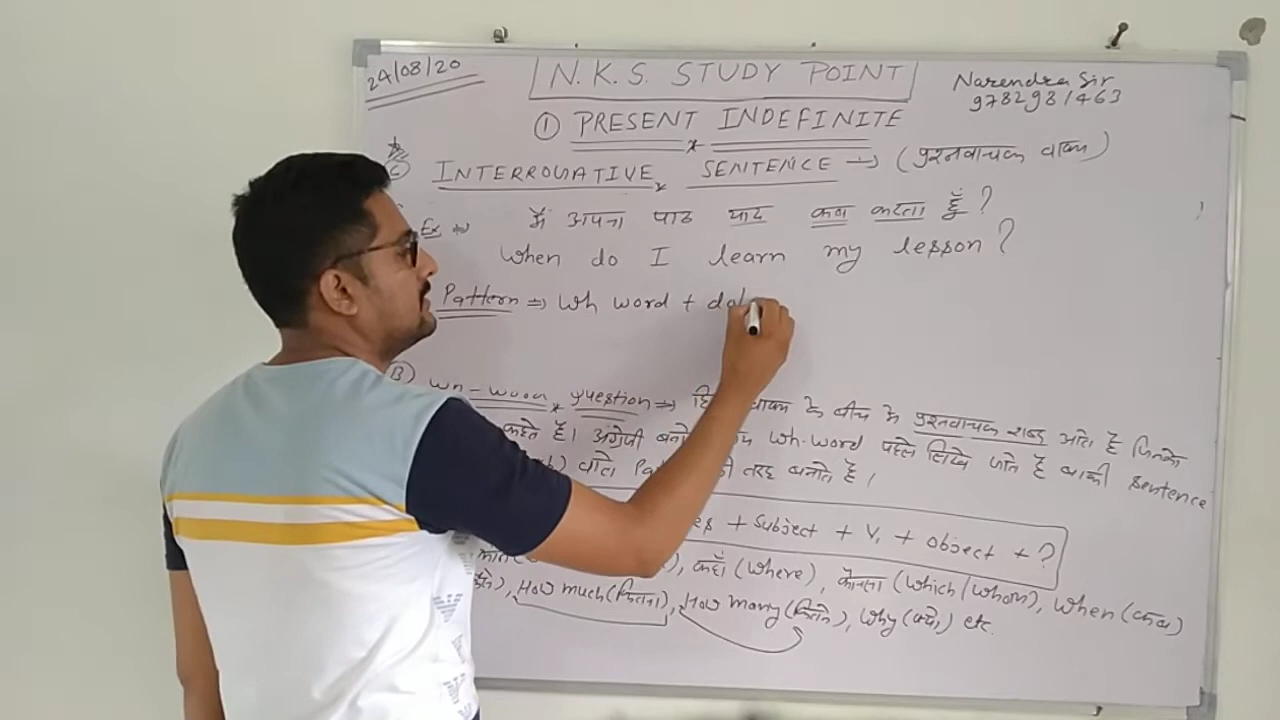 24/08/20
N.K.S. STUDY POINT
Narendra Sir
9782981463
① PRESENT INDEFINITE
(C) INTERROGATIVE SENTENCE → (प्रश्नवाचक वाक्य)
Ex ⇒ मैं अपना पाठ याद कब करता हूँ?
When do I learn my lesson?
Pattern ⇒ Wh word + do/
(B) Wh-word question ⇒ वाक्य के बीच में प्रश्नवाचक शब्द आते है जिनको
कहते हैं। अंग्रेजी Wh-word पहले लिखे जाते है बाकी sentence
वाले की तरह बनाते है।
+ Subject + V₁ + object + ?
कहाँ (Where), कौनसा (Which/Whom), When (कब)
How much (कितना), How many (कितने), Why (क्यों) etc.